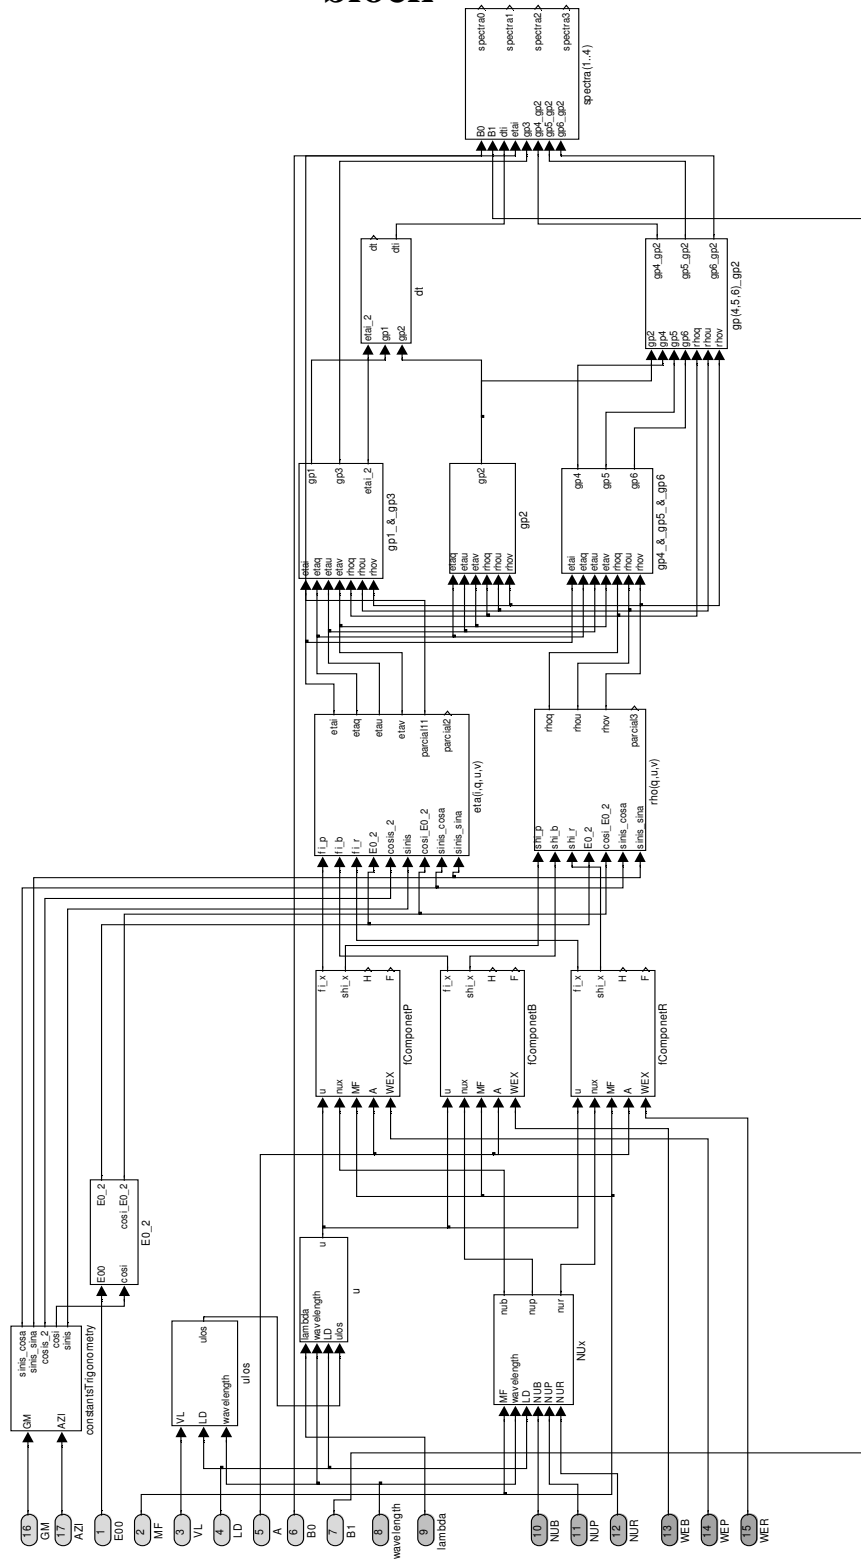 block
16
GM
17
AZI
1
E00
2
MF
3
VL
4
LD
5
A
6
B0
7
B1
8
wavelength
9
lambda
10
NUB
11
NUP
12
NUR
13
WEB
14
WEP
15
WER
GM
AZI
sinis_cosa
sinis_sina
cosis_2
cosi
sinis
constantsTrigonometry
E00
cosi
E0_2
cosi_E0_2
E0_2
VL
LD
wavelength
ulos
ulos
lambda
wavelength
LD
ulos
u
u
MF
wavelength
LD
NUB
NUP
NUR
nub
nup
nur
NUx
u
nux
MF
A
WEX
fi_x
shi_x
H
F
fComponetP
u
nux
MF
A
WEX
fi_x
shi_x
H
F
fComponetB
u
nux
MF
A
WEX
fi_x
shi_x
H
F
fComponetR
fi_p
fi_b
fi_r
E0_2
cosis_2
sinis
cosi_E0_2
sinis_cosa
sinis_sina
etai
etaq
etau
etav
parcial11
parcial2
eta(i,q,u,v)
shi_p
shi_b
shi_r
E0_2
cosi_E0_2
sinis_cosa
sinis_sina
rhoq
rhou
rhov
parcial3
rho(q,u,v)
etai
etaq
etau
etav
rhoq
rhou
rhov
gp1
gp3
etai_2
gp1_&_gp3
etaq
etau
etav
rhoq
rhou
rhov
gp2
gp2
etai
etaq
etau
etav
rhoq
rhou
rhov
gp4
gp5
gp6
gp4_&_gp5_&_gp6
etai_2
gp1
gp2
dt
dti
dt
gp2
gp4
gp5
gp6
rhoq
rhou
rhov
gp4_gp2
gp5_gp2
gp6_gp2
gp(4,5,6)_gp2
B0
B1
dti
etai
gp3
gp4_gp2
gp5_gp2
gp6_gp2
spectra0
spectra1
spectra2
spectra3
spectra(1..4)